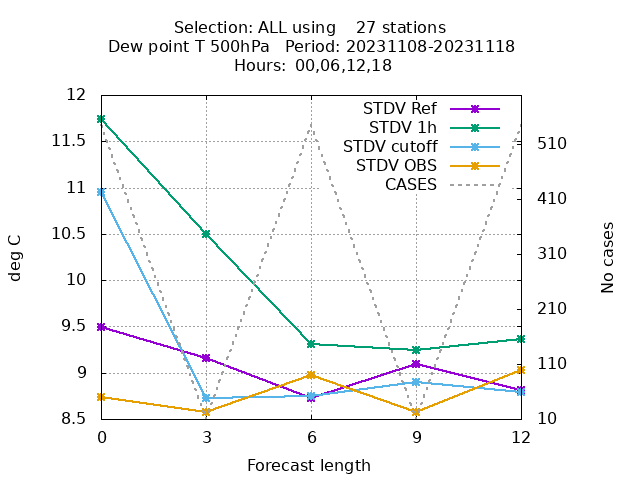 Selection: ALL using    27 stations
Dew point T 500hPa   Period: 20231108-20231118
Hours: 00,06,12,18
STDV Ref
STDV 1h
STDV cutoff
STDV OBS
CASES
12
11.5
11
10.5
10
9.5
9
8.5
deg C
510
410
310
210
110
10
No cases
0 3 6 9 12
Forecast length